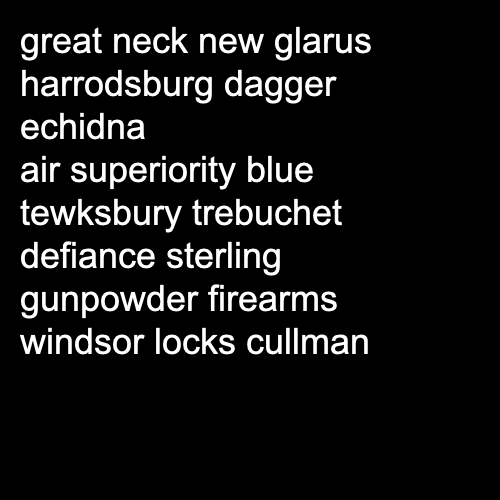 great neck new glarus
harrodsburg dagger
echidna
air superiority blue
tewksbury trebuchet
defiance sterling
gunpowder firearms
windsor locks cullman